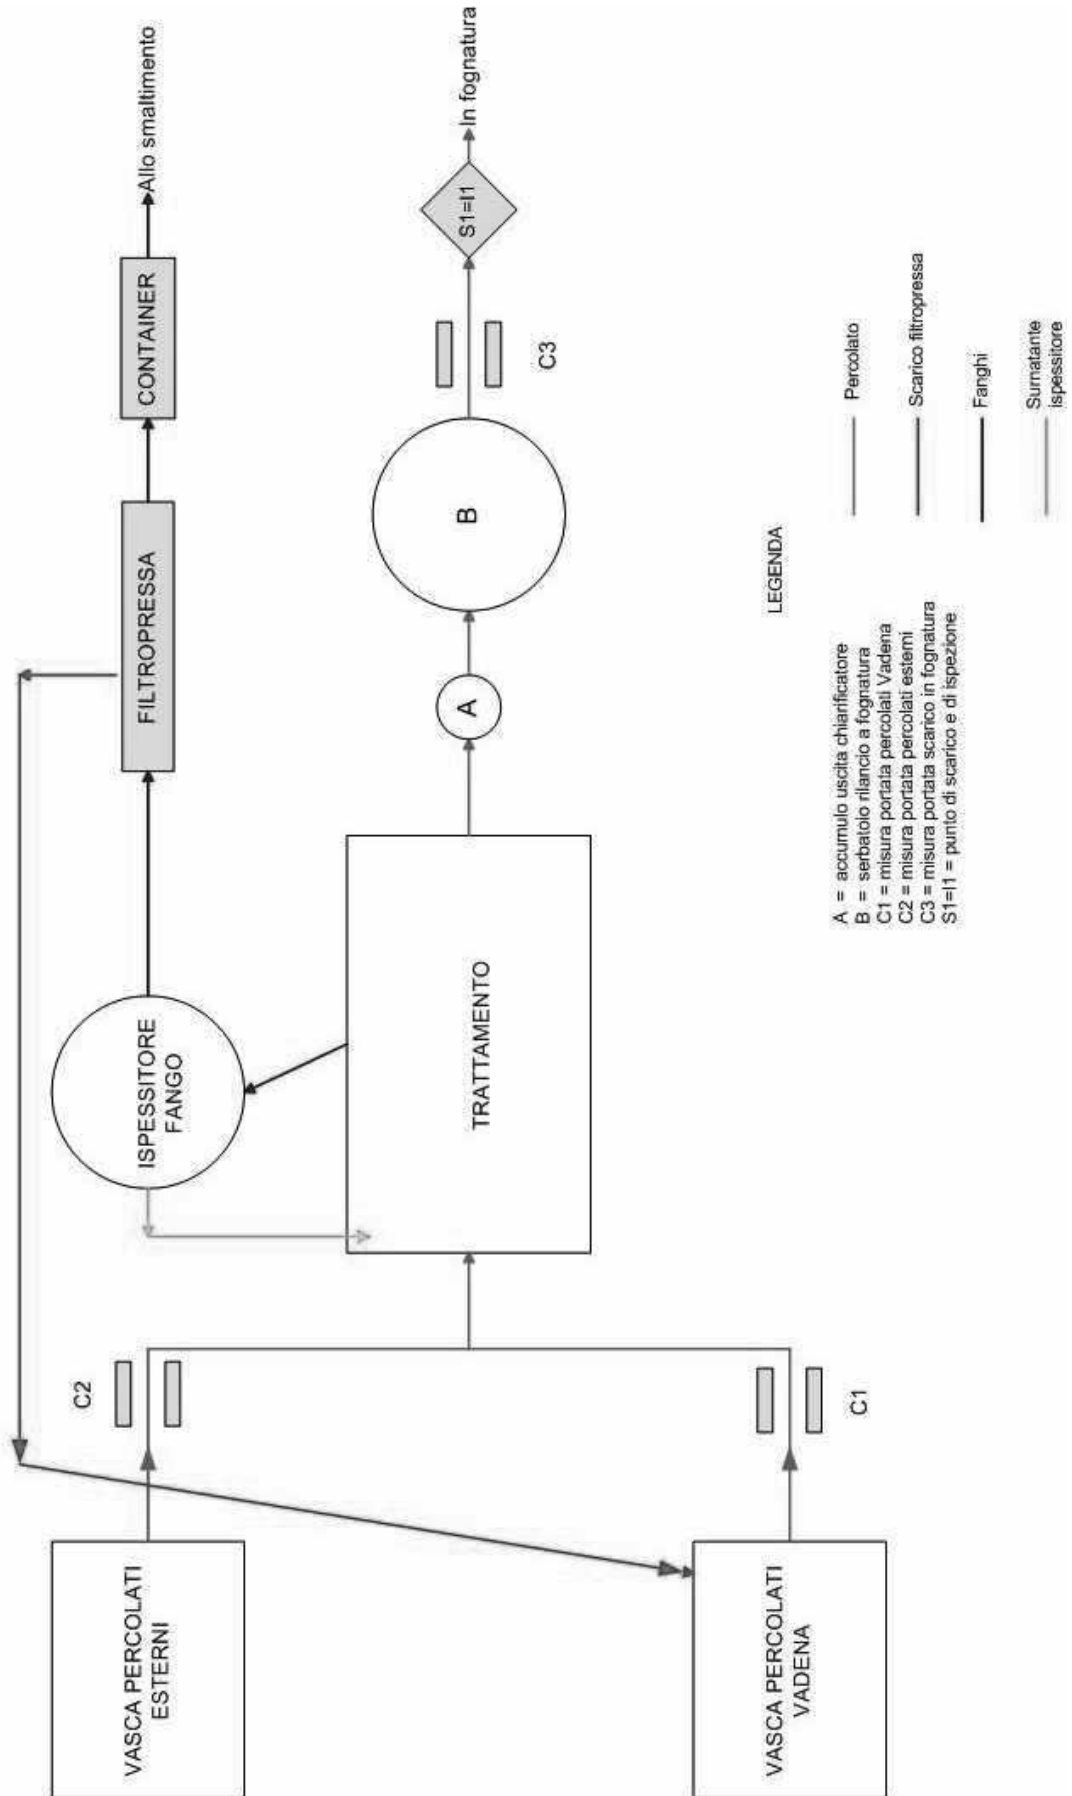 VASCA PERCOLATI
ESTERNI
C2
ISPESSITORE
FANGO
FILTROPRESSA
CONTAINER
Allo smaltimento
VASCA PERCOLATI
VADENA
C1
TRATTAMENTO
A
B
C3
S1=I1
In fognatura
LEGENDA
A = accumulo uscita chiarificatore
B = serbatoio rilancio a fognatura
C1 = misura portata percolati Vadena
C2 = misura portata percolati esterni
C3 = misura portata scarico in fognatura
S1=I1 = punto di scarico e di ispezione
Percolato
Scarico filtropressa
Fanghi
Surnatante
ispessitore